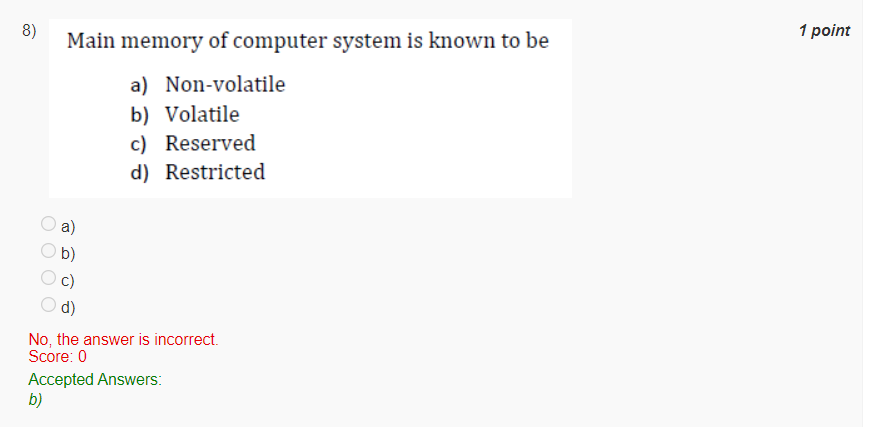 8)
1 point
Main memory of computer system is known to be
a) Non-volatile
b) Volatile
c) Reserved
d) Restricted
a)
b)
c)
d)
No, the answer is incorrect.
Score: 0
Accepted Answers:
b)